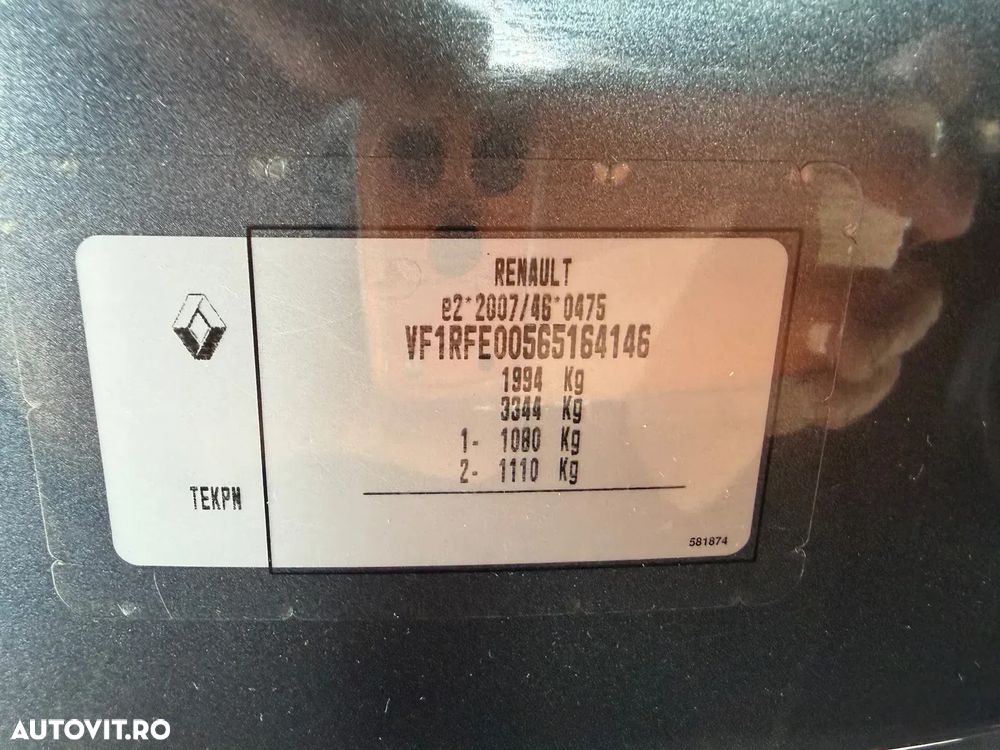 RENAULT
e2*2007/46*0475
VF1RFE00565164146
1994 Kg
3344 Kg
1- 1080 Kg
2- 1110 Kg
TEKPN
581874
AUTOVIT.RO